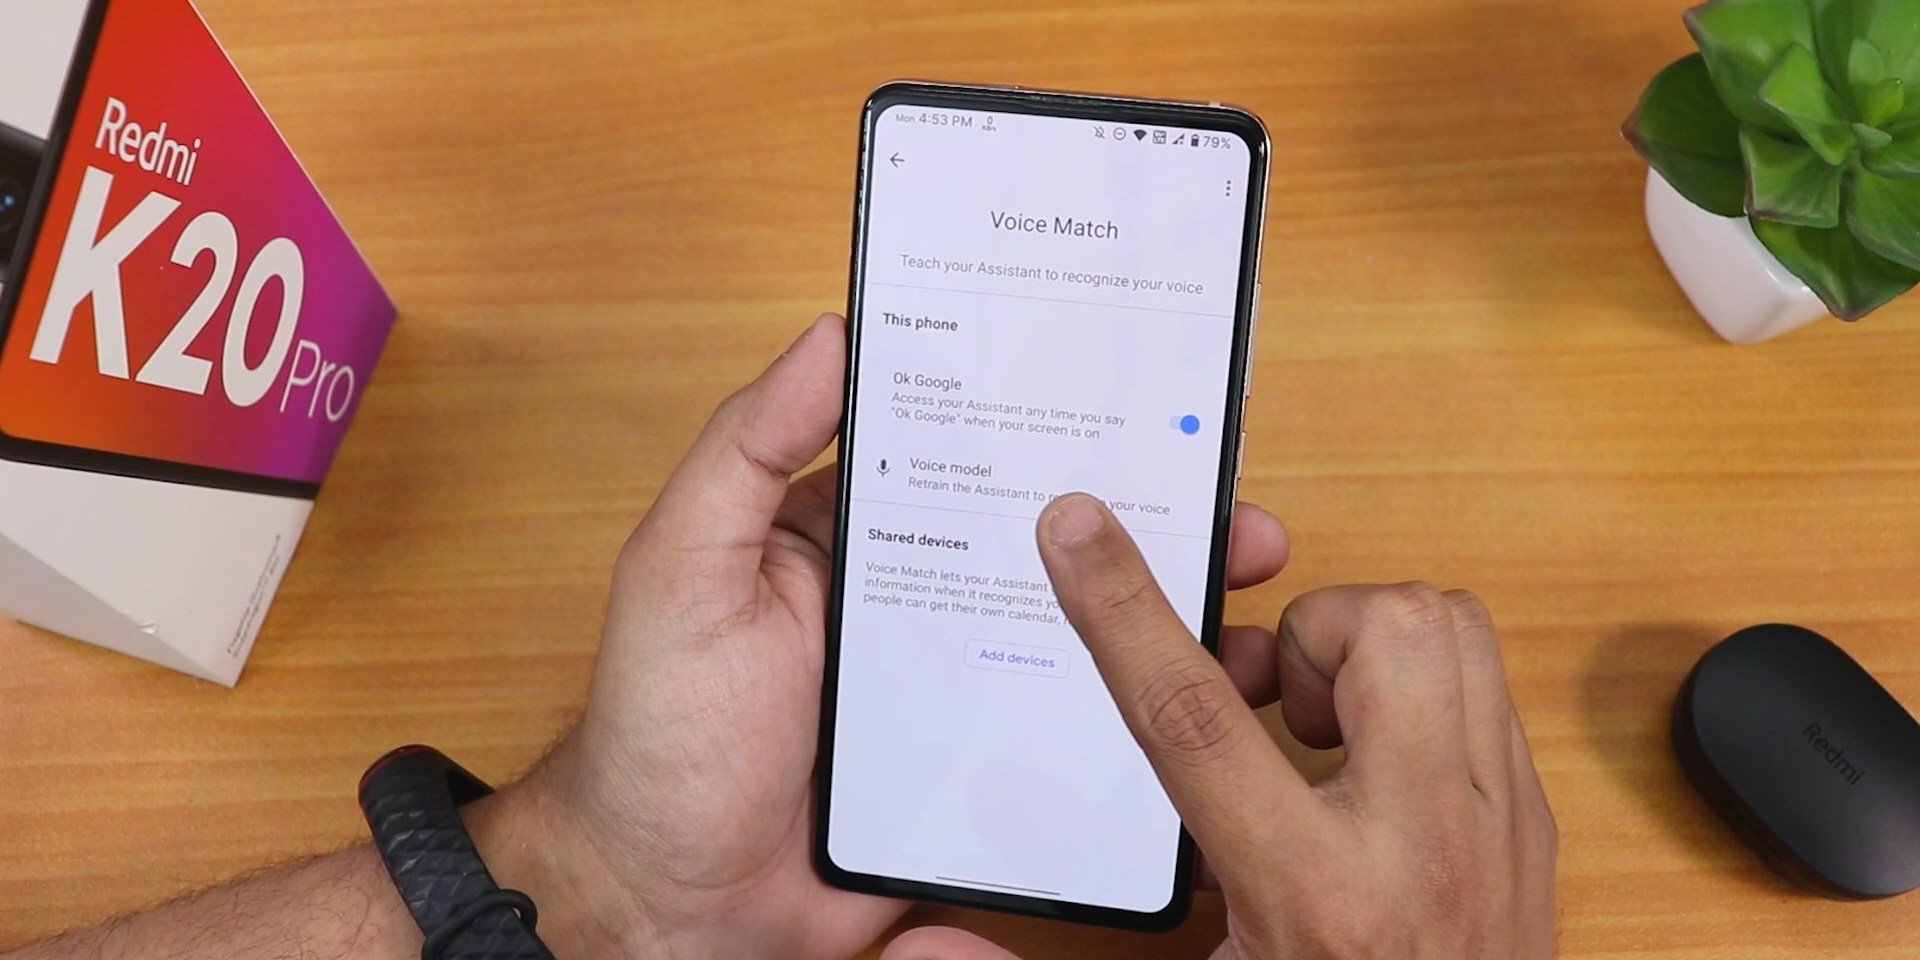 Redmi
K20 Pro
Mon 4:53 PM 0
KB/s
79%
Voice Match
Teach your Assistant to recognize your voice
This phone
Ok Google
Access your Assistant any time you say
"Ok Google" when your screen is on
Voice model
Retrain the Assistant to your voice
Shared devices
Voice Match lets your Assistant
information when it recognizes
people can get their own calendar,
Add devices
Redmi